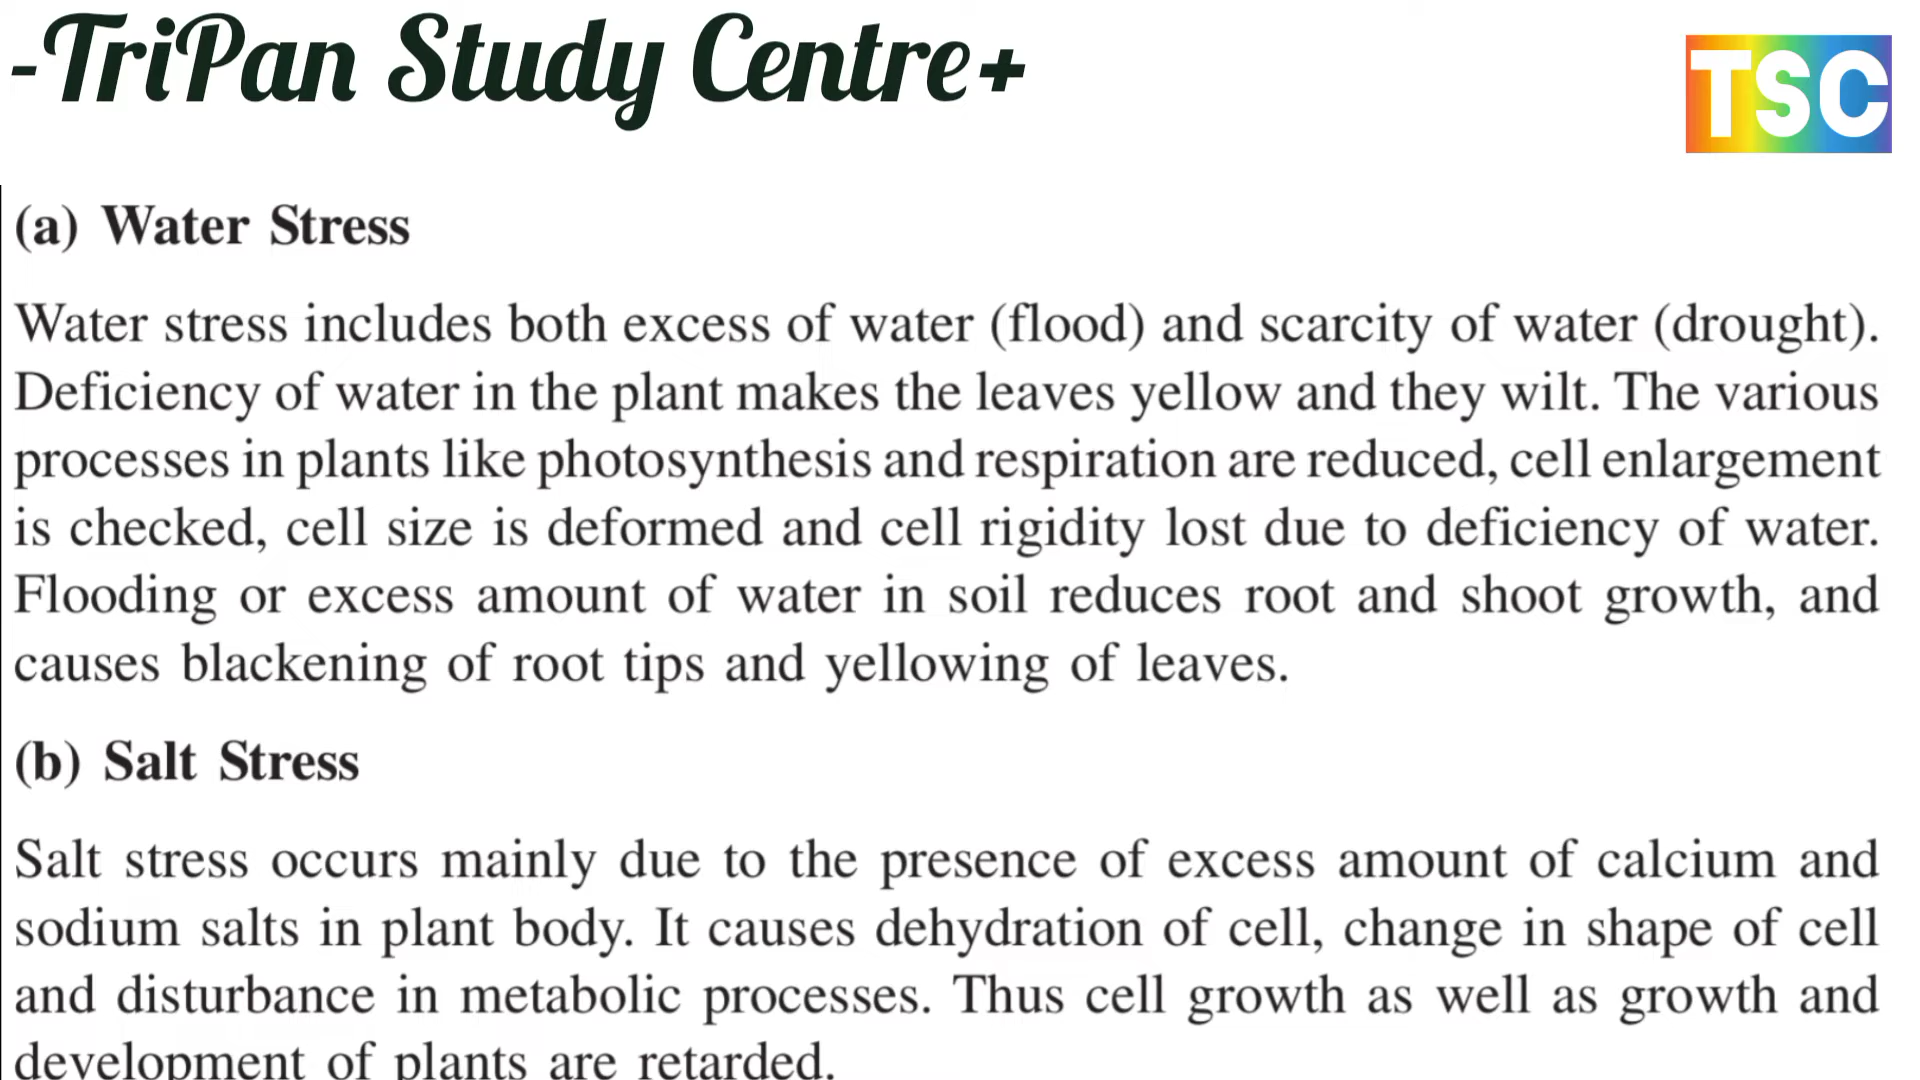 -TriPan Study Centre+
TSC
(a) Water Stress
Water stress includes both excess of water (flood) and scarcity of water (drought).
Deficiency of water in the plant makes the leaves yellow and they wilt. The various
processes in plants like photosynthesis and respiration are reduced, cell enlargement
is checked, cell size is deformed and cell rigidity lost due to deficiency of water.
Flooding or excess amount of water in soil reduces root and shoot growth, and
causes blackening of root tips and yellowing of leaves.
(b) Salt Stress
Salt stress occurs mainly due to the presence of excess amount of calcium and
sodium salts in plant body. It causes dehydration of cell, change in shape of cell
and disturbance in metabolic processes. Thus cell growth as well as growth and
development of plants are retarded.